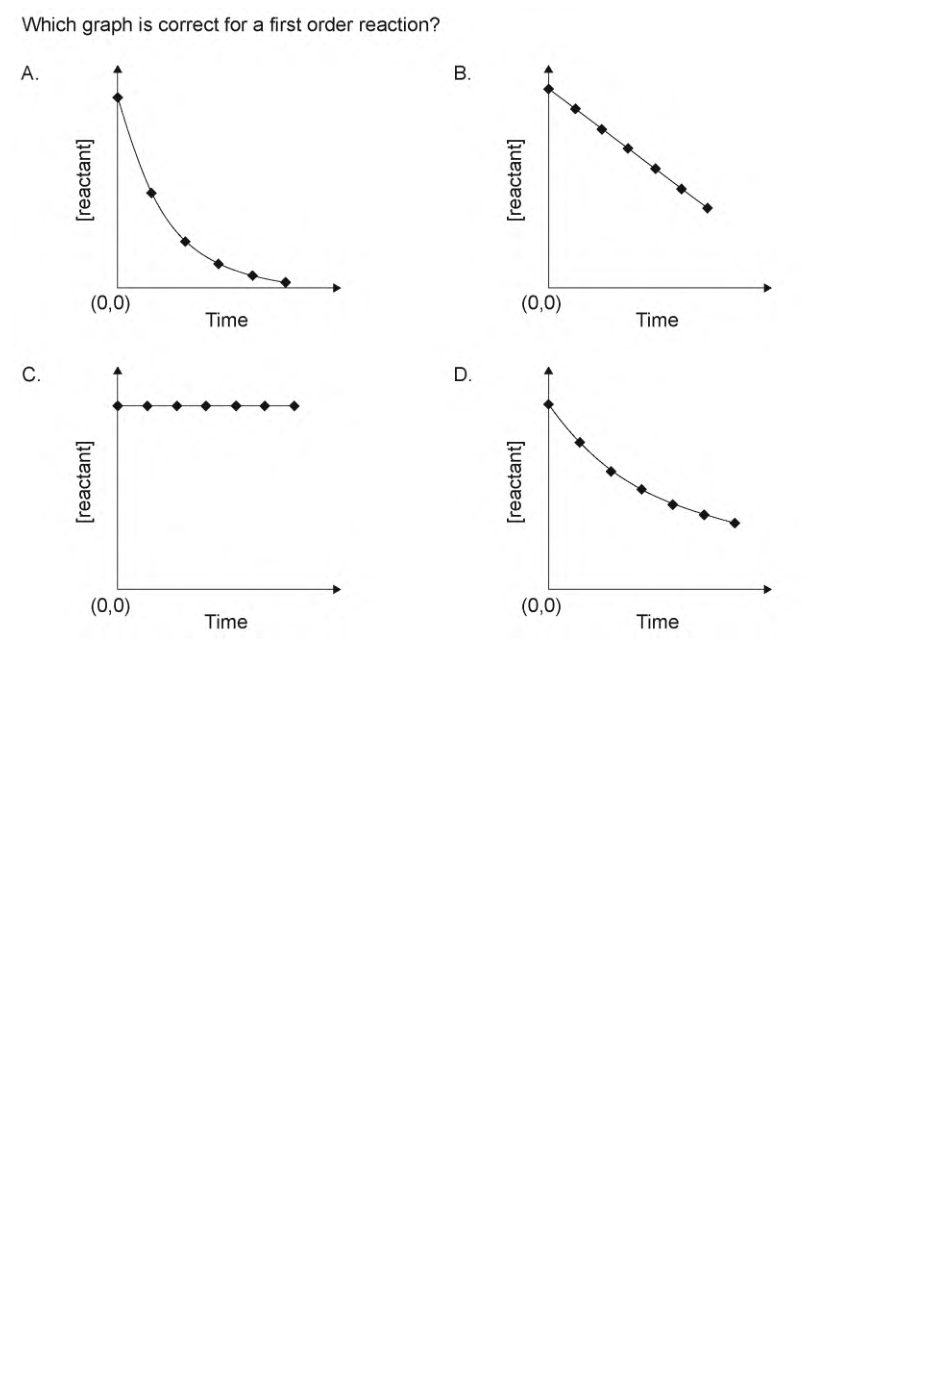 Which graph is correct for a first order reaction?
A.
[reactant]
(0,0)
Time
B.
[reactant]
(0,0)
Time
C.
[reactant]
(0,0)
Time
D.
[reactant]
(0,0)
Time